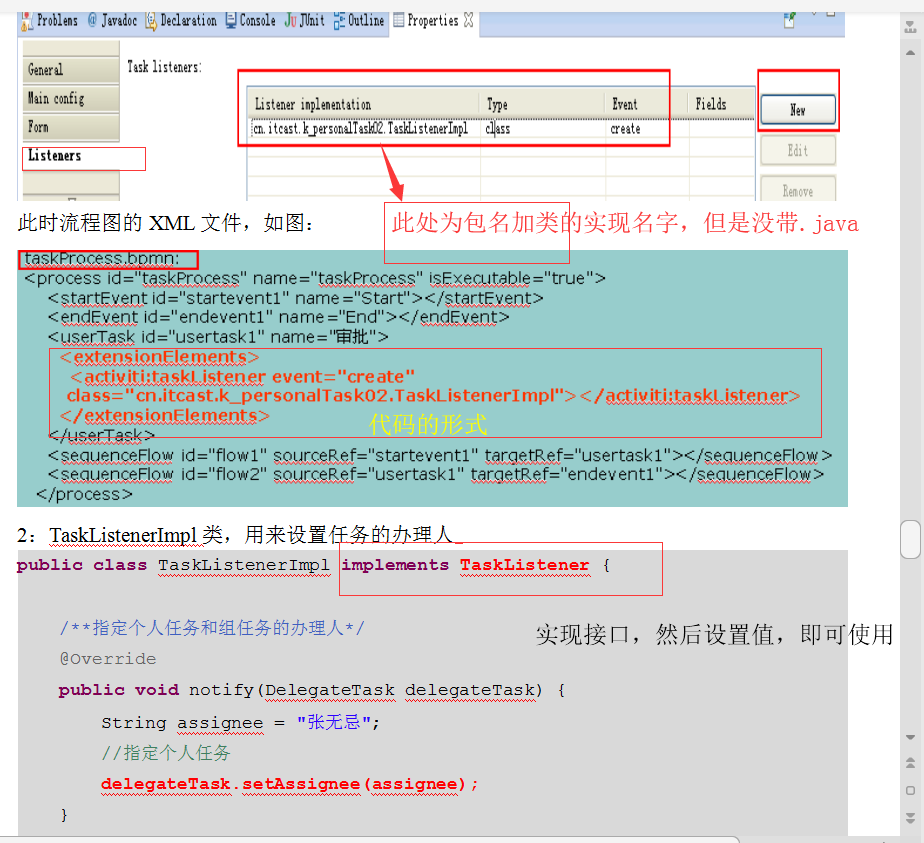 Problems @ Javadoc Declaration Console JUnit Outline Properties
Task listeners:
General
Main config
Form
Listeners
Listener implementation Type Event Fields
cn.itcast.k_personalTask02.TaskListenerImpl class create
New
Edit
Remove
此时流程图的 XML 文件，如图：
此处为包名加类的实现名字，但是没带.java
taskProcess.bpmn:
<process id="taskProcess" name="taskProcess" isExecutable="true">
<startEvent id="startevent1" name="Start"></startEvent>
<endEvent id="endevent1" name="End"></endEvent>
<userTask id="usertask1" name="审批">
<extensionElements>
<activiti:taskListener event="create"
class="cn.itcast.k_personalTask02.TaskListenerImpl"></activiti:taskListener>
</extensionElements>
代码的形式
</userTask>
<sequenceFlow id="flow1" sourceRef="startevent1" targetRef="usertask1"></sequenceFlow>
<sequenceFlow id="flow2" sourceRef="usertask1" targetRef="endevent1"></sequenceFlow>
</process>
2：TaskListenerImpl 类，用来设置任务的办理人
public class TaskListenerImpl implements TaskListener {
/**指定个人任务和组任务的办理人*/
实现接口，然后设置值，即可使用
@Override
public void notify(DelegateTask delegateTask) {
String assignee = "张无忌";
//指定个人任务
delegateTask.setAssignee(assignee);
}